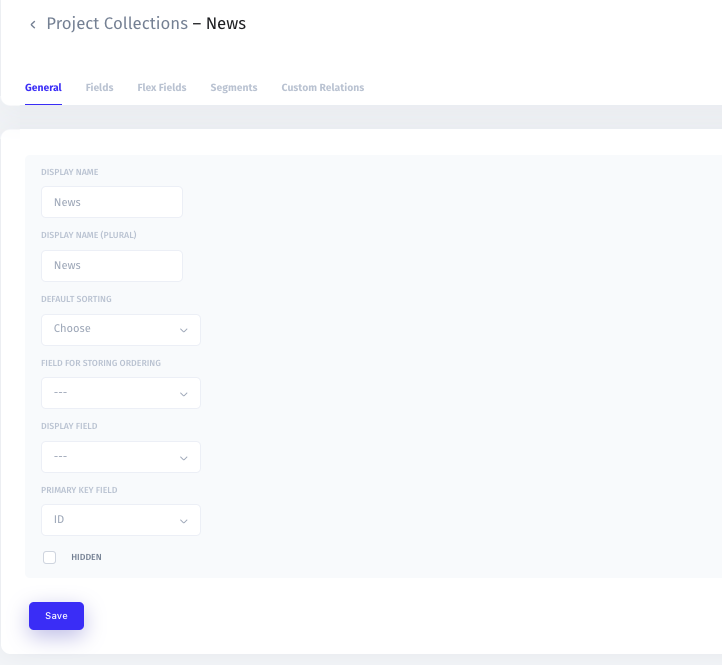 Project Collections – News
General Fields Flex Fields Segments Custom Relations
DISPLAY NAME
News
DISPLAY NAME (PLURAL)
News
DEFAULT SORTING
Choose
FIELD FOR STORING ORDERING
---
DISPLAY FIELD
---
PRIMARY KEY FIELD
ID
HIDDEN
Save